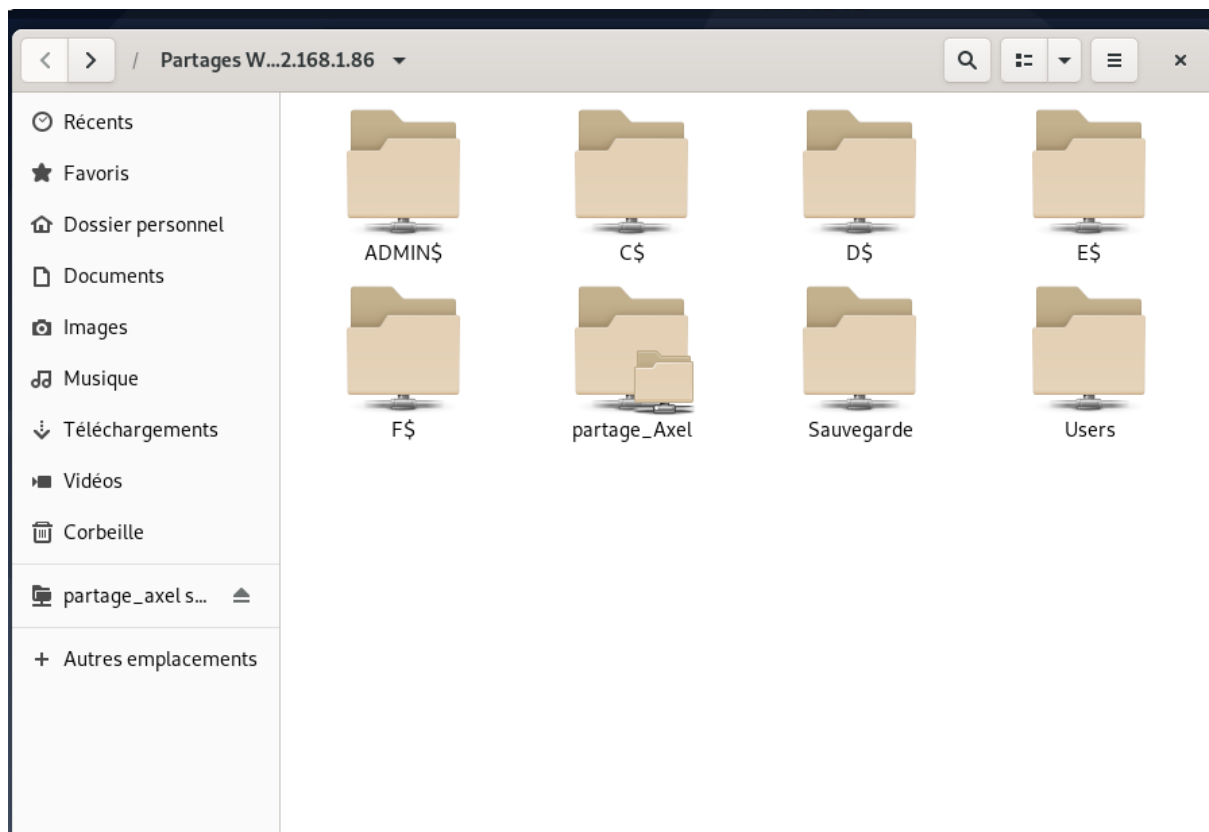 / Partages W...2.168.1.86
Récents
Favoris
Dossier personnel
Documents
Images
Musique
Téléchargements
Vidéos
Corbeille
partage_axel s...
+ Autres emplacements
ADMIN$
C$
D$
E$
F$
partage_Axel
Sauvegarde
Users